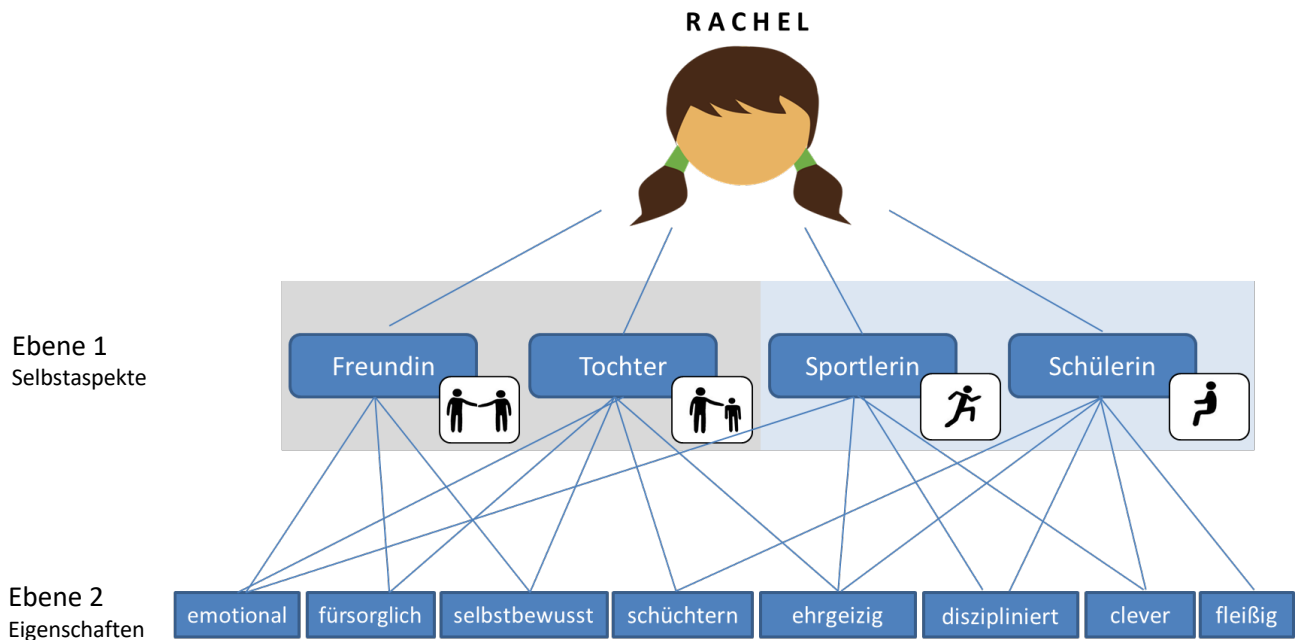 RACHEL
Ebene 1
Selbstaspekte
Freundin
Tochter
Sportlerin
Schülerin
Ebene 2
Eigenschaften
emotional
fürsorglich
selbstbewusst
schüchtern
ehrgeizig
diszipliniert
clever
fleißig